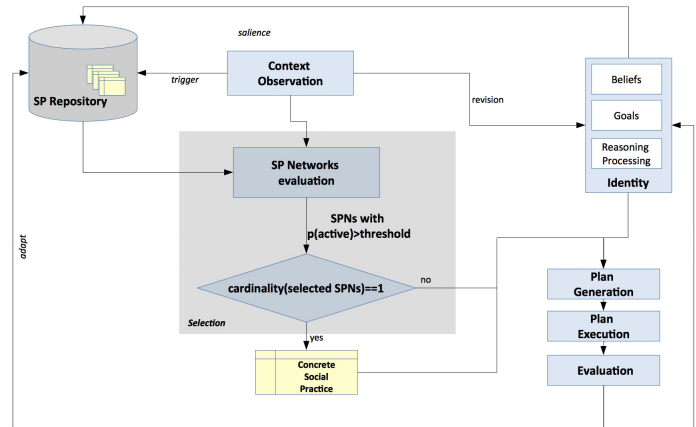 salience
SP Repository
trigger
Context
Observation
revision
Beliefs
Goals
Reasoning
Processing
Identity
SP Networks
evaluation
SPNs with
p(active)>threshold
adapt
cardinality(selected SPNs)==1
no
Selection
yes
Concrete
Social
Practice
Plan
Generation
Plan
Execution
Evaluation